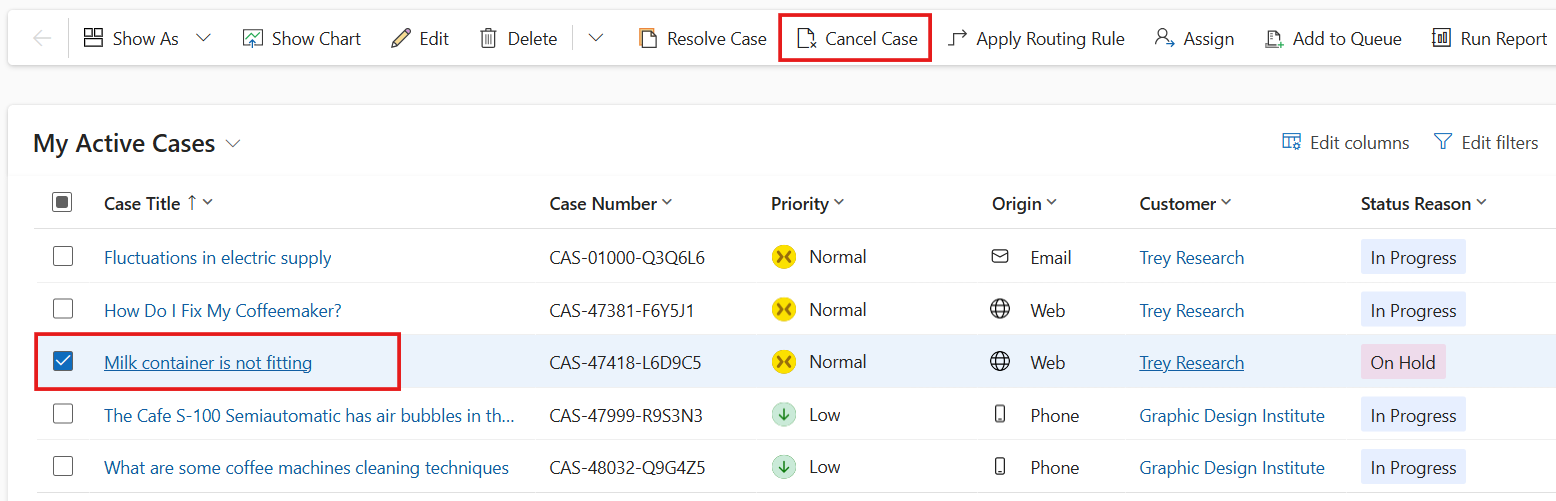 Show As Show Chart Edit Delete Resolve Case Cancel Case Apply Routing Rule Assign Add to Queue Run Report
My Active Cases Edit columns Edit filters
Case Title Case Number Priority Origin Customer Status Reason
Fluctuations in electric supply CAS-01000-Q3Q6L6 Normal Email Trey Research In Progress
How Do I Fix My Coffeemaker? CAS-47381-F6Y5J1 Normal Web Trey Research In Progress
Milk container is not fitting CAS-47418-L6D9C5 Normal Web Trey Research On Hold
The Cafe S-100 Semiautomatic has air bubbles in th... CAS-47999-R9S3N3 Low Phone Graphic Design Institute In Progress
What are some coffee machines cleaning techniques CAS-48032-Q9G4Z5 Low Phone Graphic Design Institute In Progress